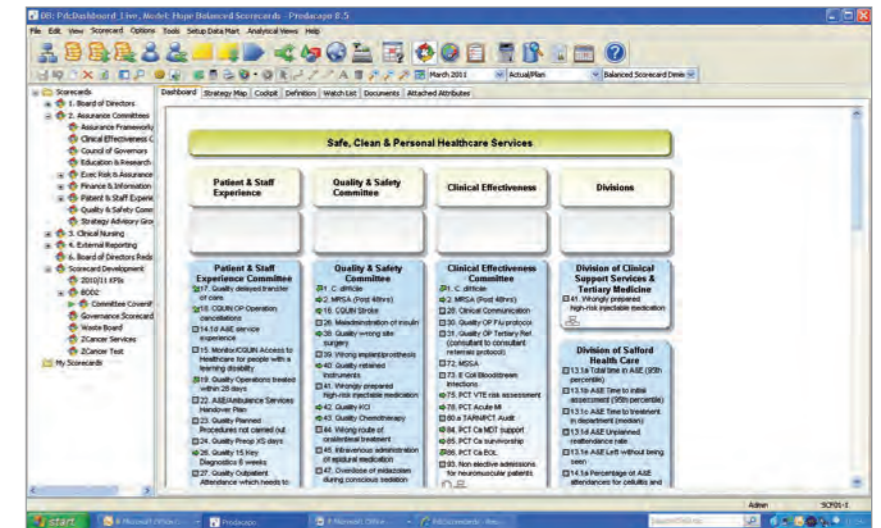 DB: PdcDashboard_Live, Model: Hope Balanced Scorecards - Prodacapo 8.5
File Edit View Scorecard Options Tools Setup Data Mart Analytical Views Help
March 2011 Actual/Plan Balanced Scorecard Dimen
Scorecards
1. Board of Directors
2. Assurance Committees
Assurance Framework/
Clinical Effectiveness C
Council of Governors
Education & Research
Exec Risk & Assurance
Finance & Information
Patient & Staff Experie
Quality & Safety Comm
Strategy Advisory Grou
3. Clinical Nursing
4. External Reporting
6. Board of Directors Reds
Scorecard Development
2010/11 KPIs
BOD2
Committee Coverif
Governance Scorecard
Waste Board
ZCancer Services
ZCancer Test
My Scorecards
Dashboard Strategy Map Cockpit Definition Watch List Documents Attached Attributes
Safe, Clean & Personal Healthcare Services
Patient & Staff
Experience
Quality & Safety
Committee
Clinical Effectiveness
Divisions
Patient & Staff
Experience Committee
17. Quality delayed transfer
of care
18. CQUIN CP Operation
cancellations
14.1d A&E service
experience
15. Monitor/CQUIN Access to
Healthcare for people with a
learning disability
19. Quality Operations treated
within 28 days
22. A&E/Ambulance Services
Handover Plan
23. Quality Planned
Procedures not carried out
24. Quality Preop XS days
26. Quality 15 Key
Diagnostics 6 weeks
27. Quality Outpatient
Attendance which needs to
Quality & Safety
Committee
1. C. difficile
2. MRSA (Post 48hrs)
16. CQUIN Stroke
26. Maladministration of insulin
38. Quality wrong site
surgery
39. Wrong implant/prosthesis
40. Quality retained
instruments
41. Wrongly prepared
high-risk injectable medication
42. Quality KCl
43. Quality Chemotherapy
44. Wrong route of
oral/enteral treatment
45. Intravenous administration
of epidural medication
47. Overdose of midazolam
during conscious sedation
Clinical Effectiveness
Committee
1. C. difficile
2. MRSA (Post 48hrs)
28. Clinical Communication
30. Quality OP F/u protocol
31. Quality OP Tertiary Ref.
(consultant to consultant
referrals protocol)
72. MSSA
73. E Coli Bloodstream
Infections
75. PCT VTE risk assessment
78. PCT Acute MI
80.a TARN/PCT Audit
84. PCT Ca MDT support
85. PCT Ca survivorship
86. PCT Ca EOL
93. Non elective admissions
for neuromuscular patients
Division of Clinical
Support Services &
Tertiary Medicine
41. Wrongly prepared
high-risk injectable medication
Division of Salford
Health Care
13.1a Total time in A&E (95th
percentile)
13.1b A&E Time to initial
assessment (95th percentile)
13.1c A&E Time to treatment
in department (median)
13.1d A&E Unplanned
reattendance rate
13.1e A&E Left without being
seen
14.1a Percentage of A&E
attendances for cellulitis and
Admin SCF01-1
start Microsoft Office Prodacapo Microsoft Office